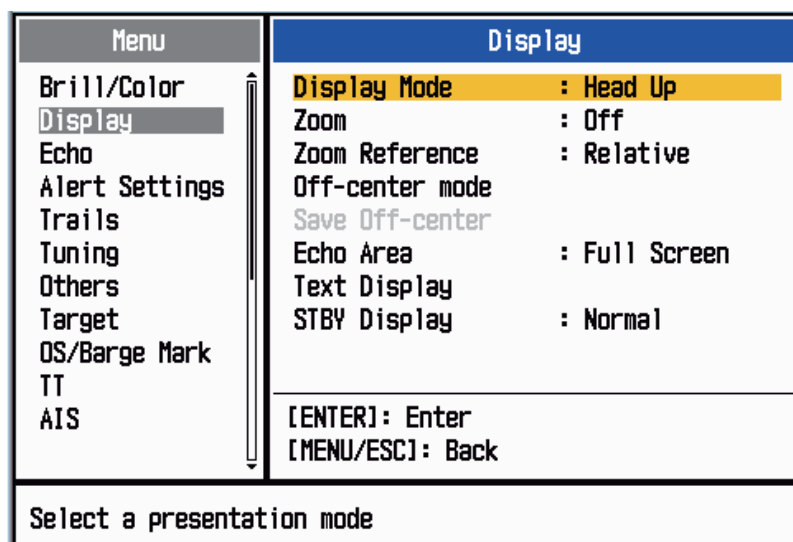 Menu
Brill/Color
Display
Echo
Alert Settings
Trails
Tuning
Others
Target
OS/Barge Mark
TT
AIS
Display
Display Mode : Head Up
Zoom : Off
Zoom Reference : Relative
Off-center mode
Save Off-center
Echo Area : Full Screen
Text Display
STBY Display : Normal
[ENTER]: Enter
[MENU/ESC]: Back
Select a presentation mode